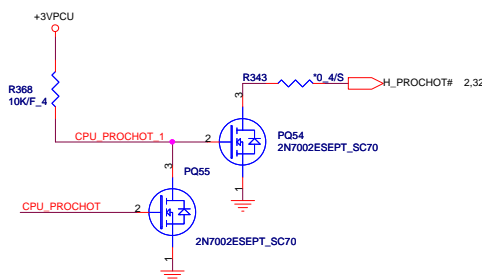 +3VPCU
R368
10K/F_4
R343
*0_4/S
H_PROCHOT#
2,32
3
CPU_PROCHOT_1
2
PQ54
2N7002ESEPT_SC70
1
3
PQ55
CPU_PROCHOT
2
2N7002ESEPT_SC70
1